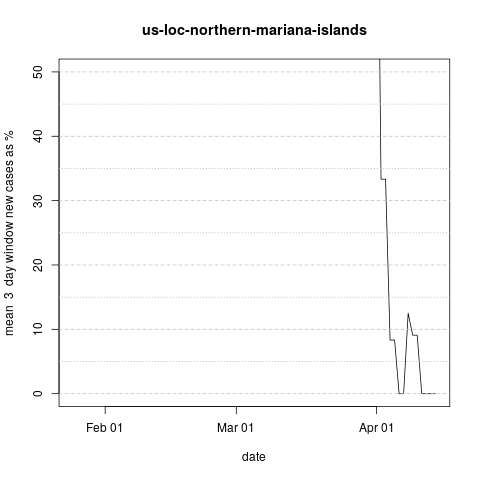 us-loc-northern-mariana-islands
mean  3  day window new cases as %
50
40
30
20
10
0
Feb 01
Mar 01
Apr 01
date